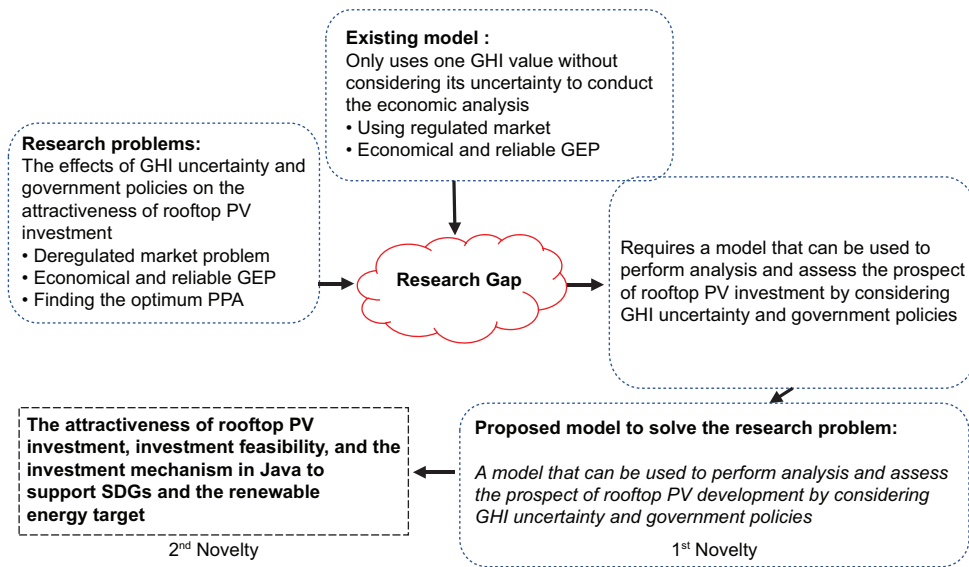 Existing model :
Only uses one GHI value without
considering its uncertainty to conduct
the economic analysis
• Using regulated market
• Economical and reliable GEP
Research problems:
The effects of GHI uncertainty and
government policies on the
attractiveness of rooftop PV
investment
• Deregulated market problem
• Economical and reliable GEP
• Finding the optimum PPA
Research Gap
Requires a model that can be used to
perform analysis and assess the prospect
of rooftop PV investment by considering
GHI uncertainty and government policies
Proposed model to solve the research problem:
A model that can be used to perform analysis and assess
the prospect of rooftop PV development by considering
GHI uncertainty and government policies
1st Novelty
The attractiveness of rooftop PV
investment, investment feasibility, and the
investment mechanism in Java to
support SDGs and the renewable
energy target
2nd Novelty